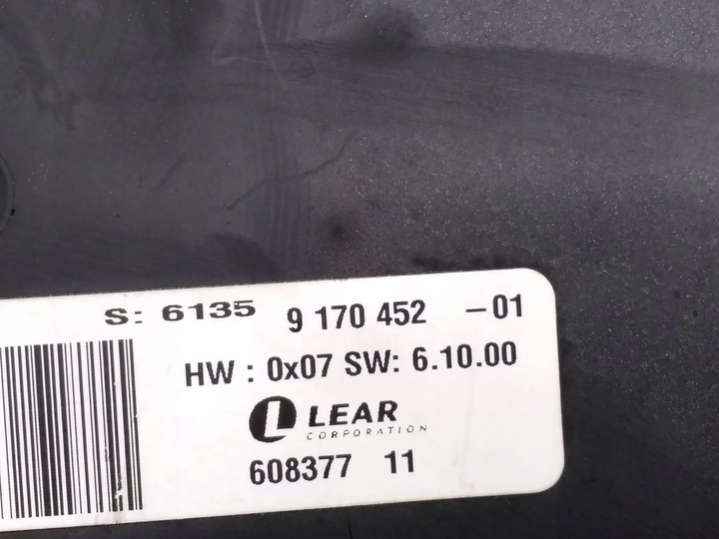 S: 6135 9 170 452 -01
HW : 0x07 SW: 6.10.00
LEAR
CORPORATION
608377 11